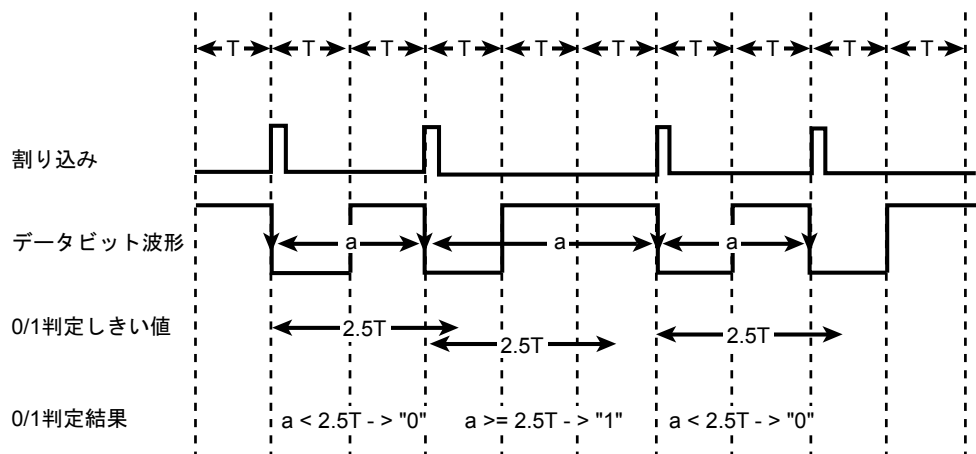 T T T T T T T T T T
割り込み
データビット波形
a a a
0/1判定しきい値
2.5T 2.5T 2.5T
0/1判定結果
a < 2.5T - > "0" a >= 2.5T - > "1" a < 2.5T - > "0"